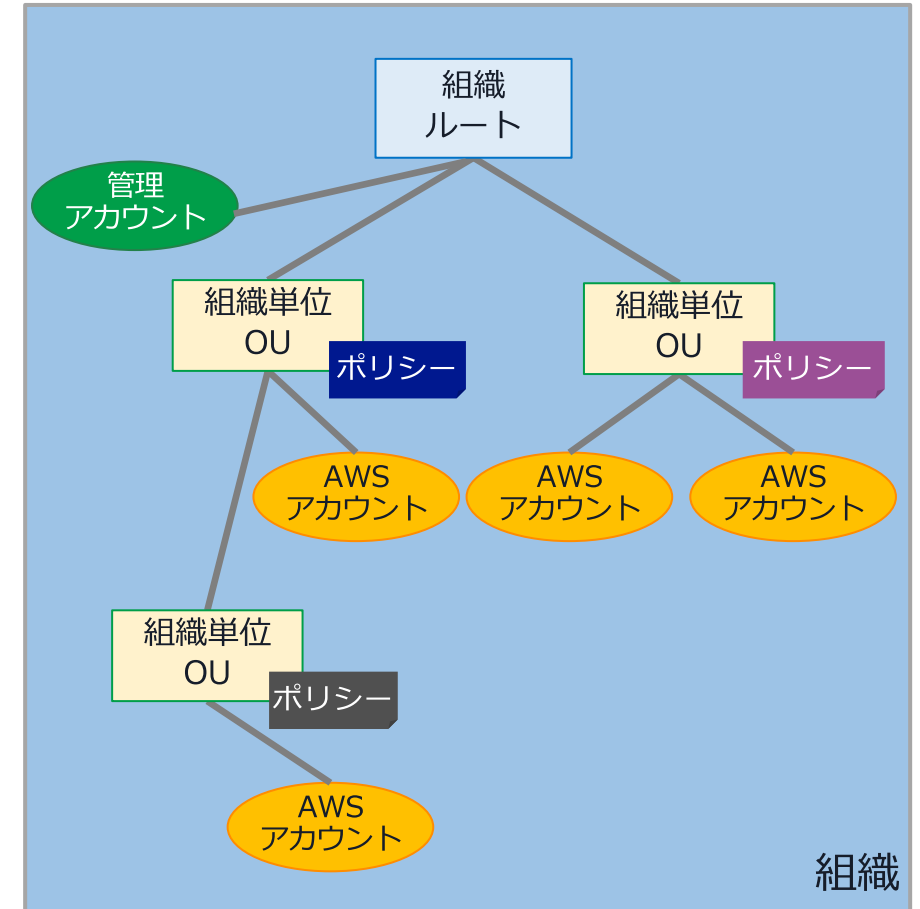 組織
ルート
管理
アカウント
組織単位
OU
ポリシー
組織単位
OU
ポリシー
AWS
アカウント
AWS
アカウント
AWS
アカウント
組織単位
OU
ポリシー
AWS
アカウント
組織